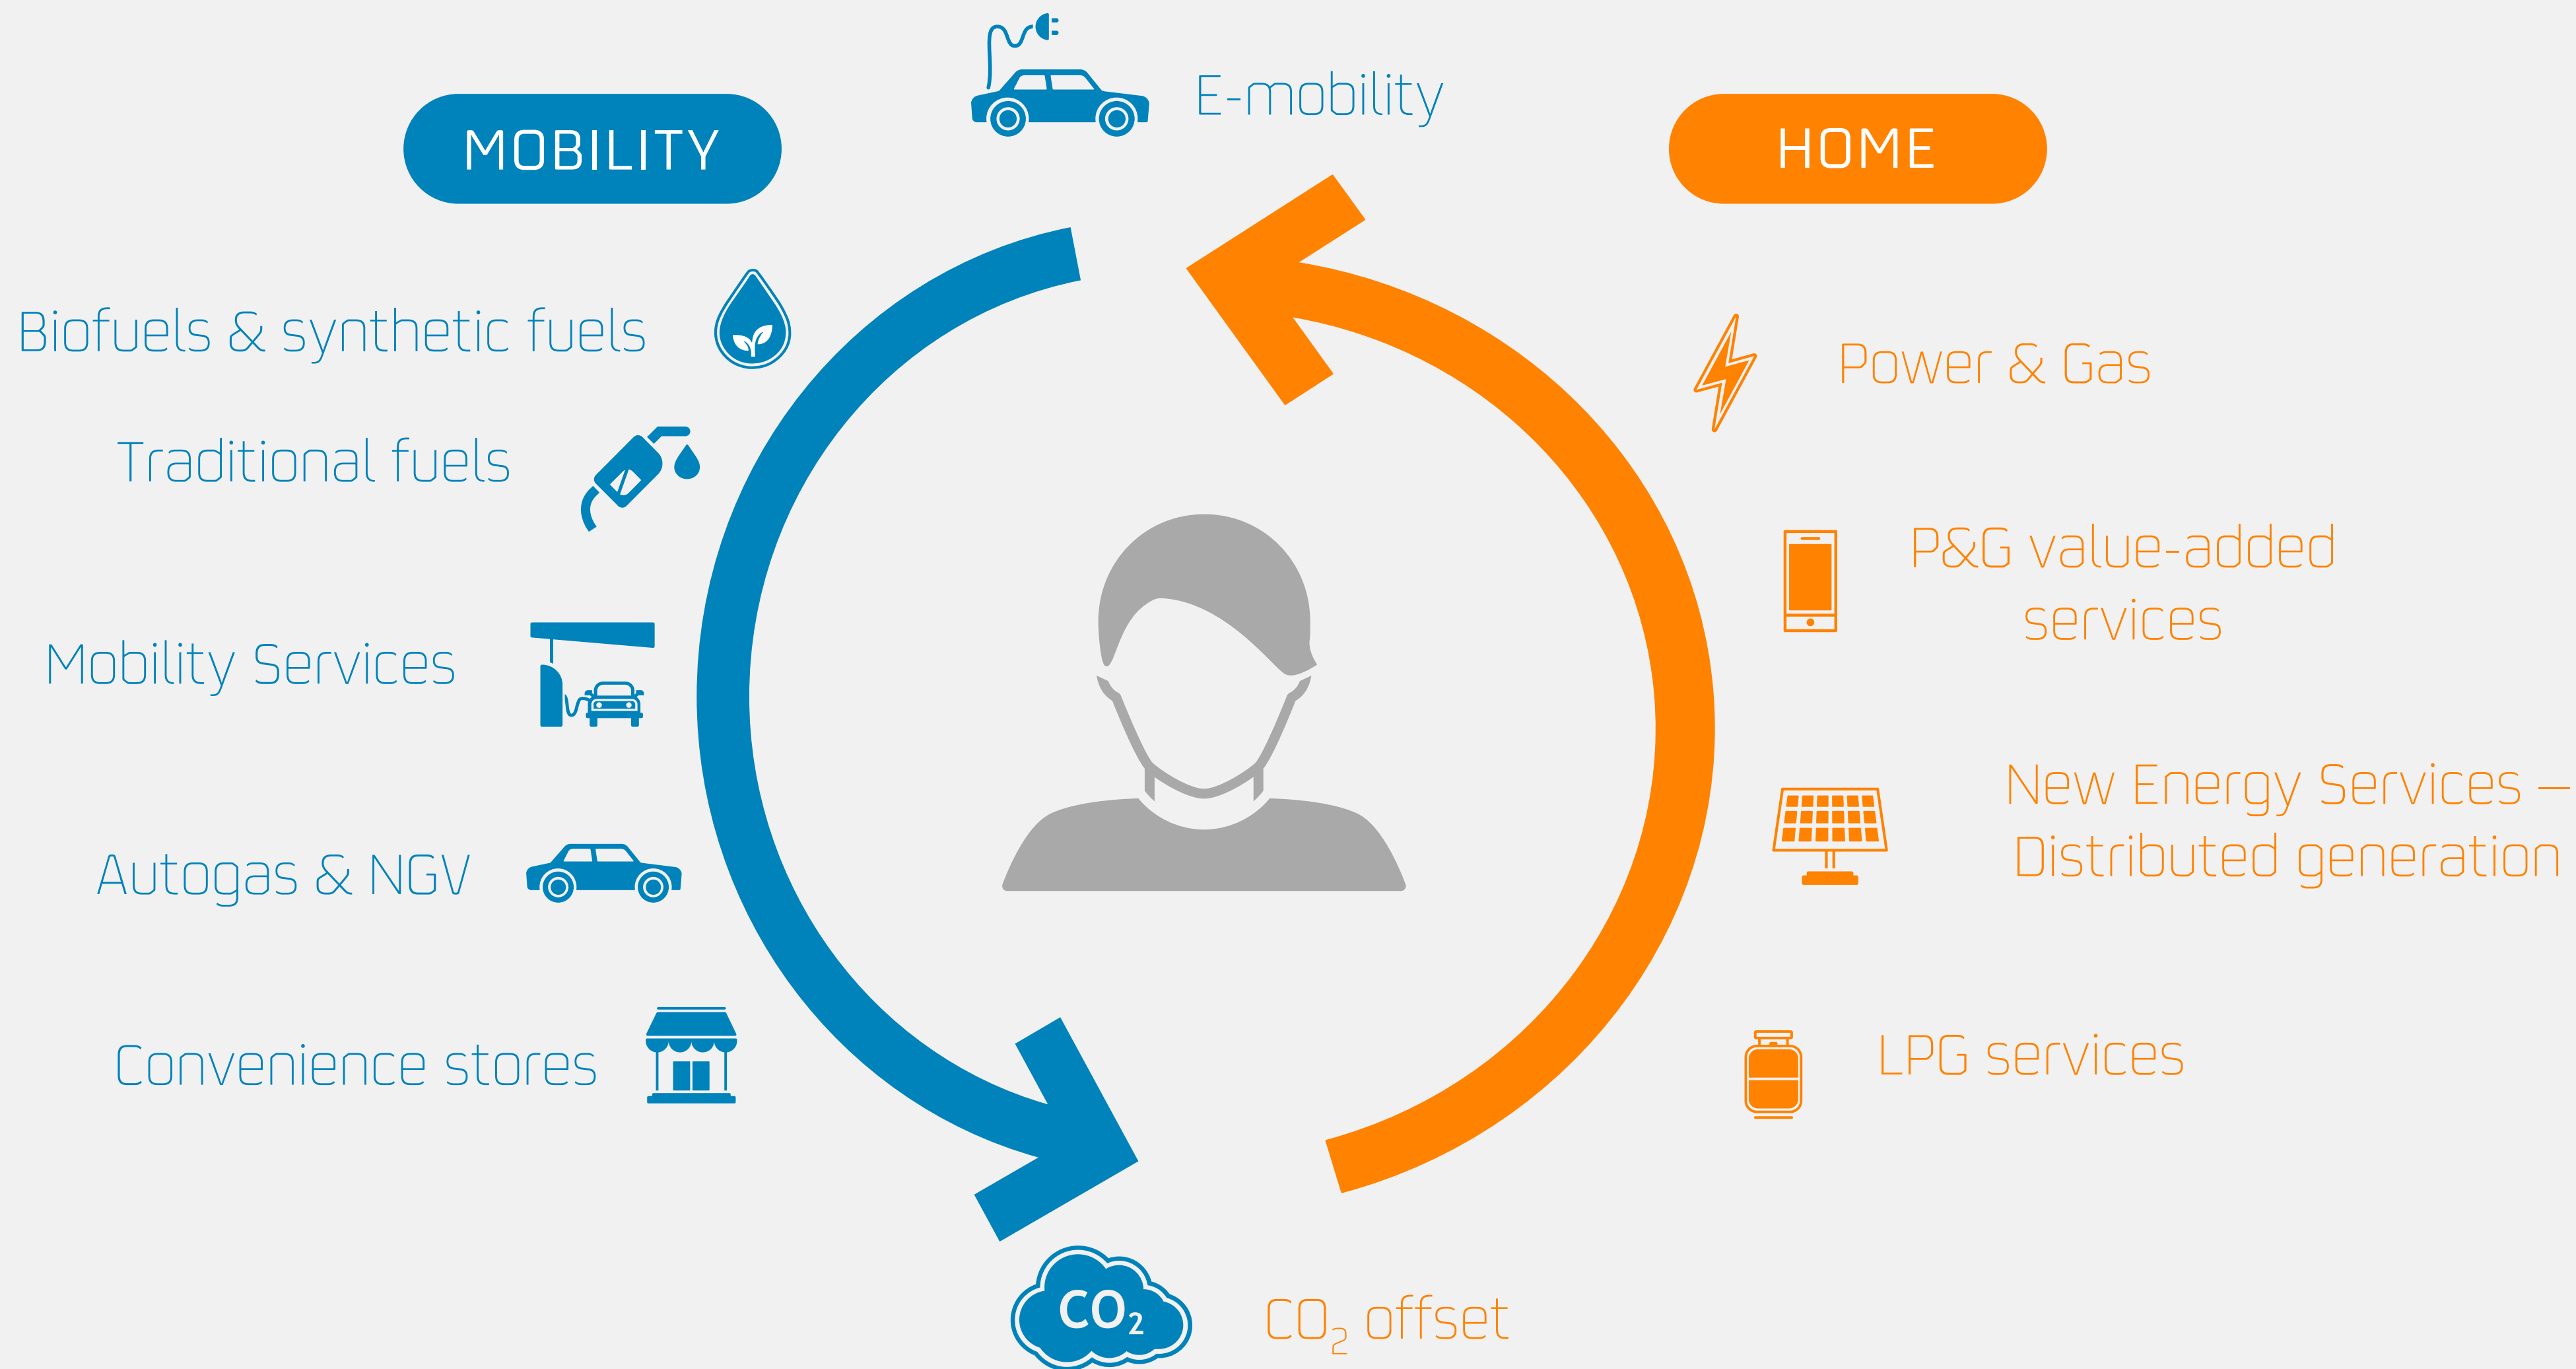 E-mobility
MOBILITY
HOME
Biofuels & synthetic fuels
Traditional fuels
Mobility Services
Autogas & NGV
Convenience stores
Power & Gas
P&G value-added
services
New Energy Services –
Distributed generation
LPG services
CO₂
CO₂ offset